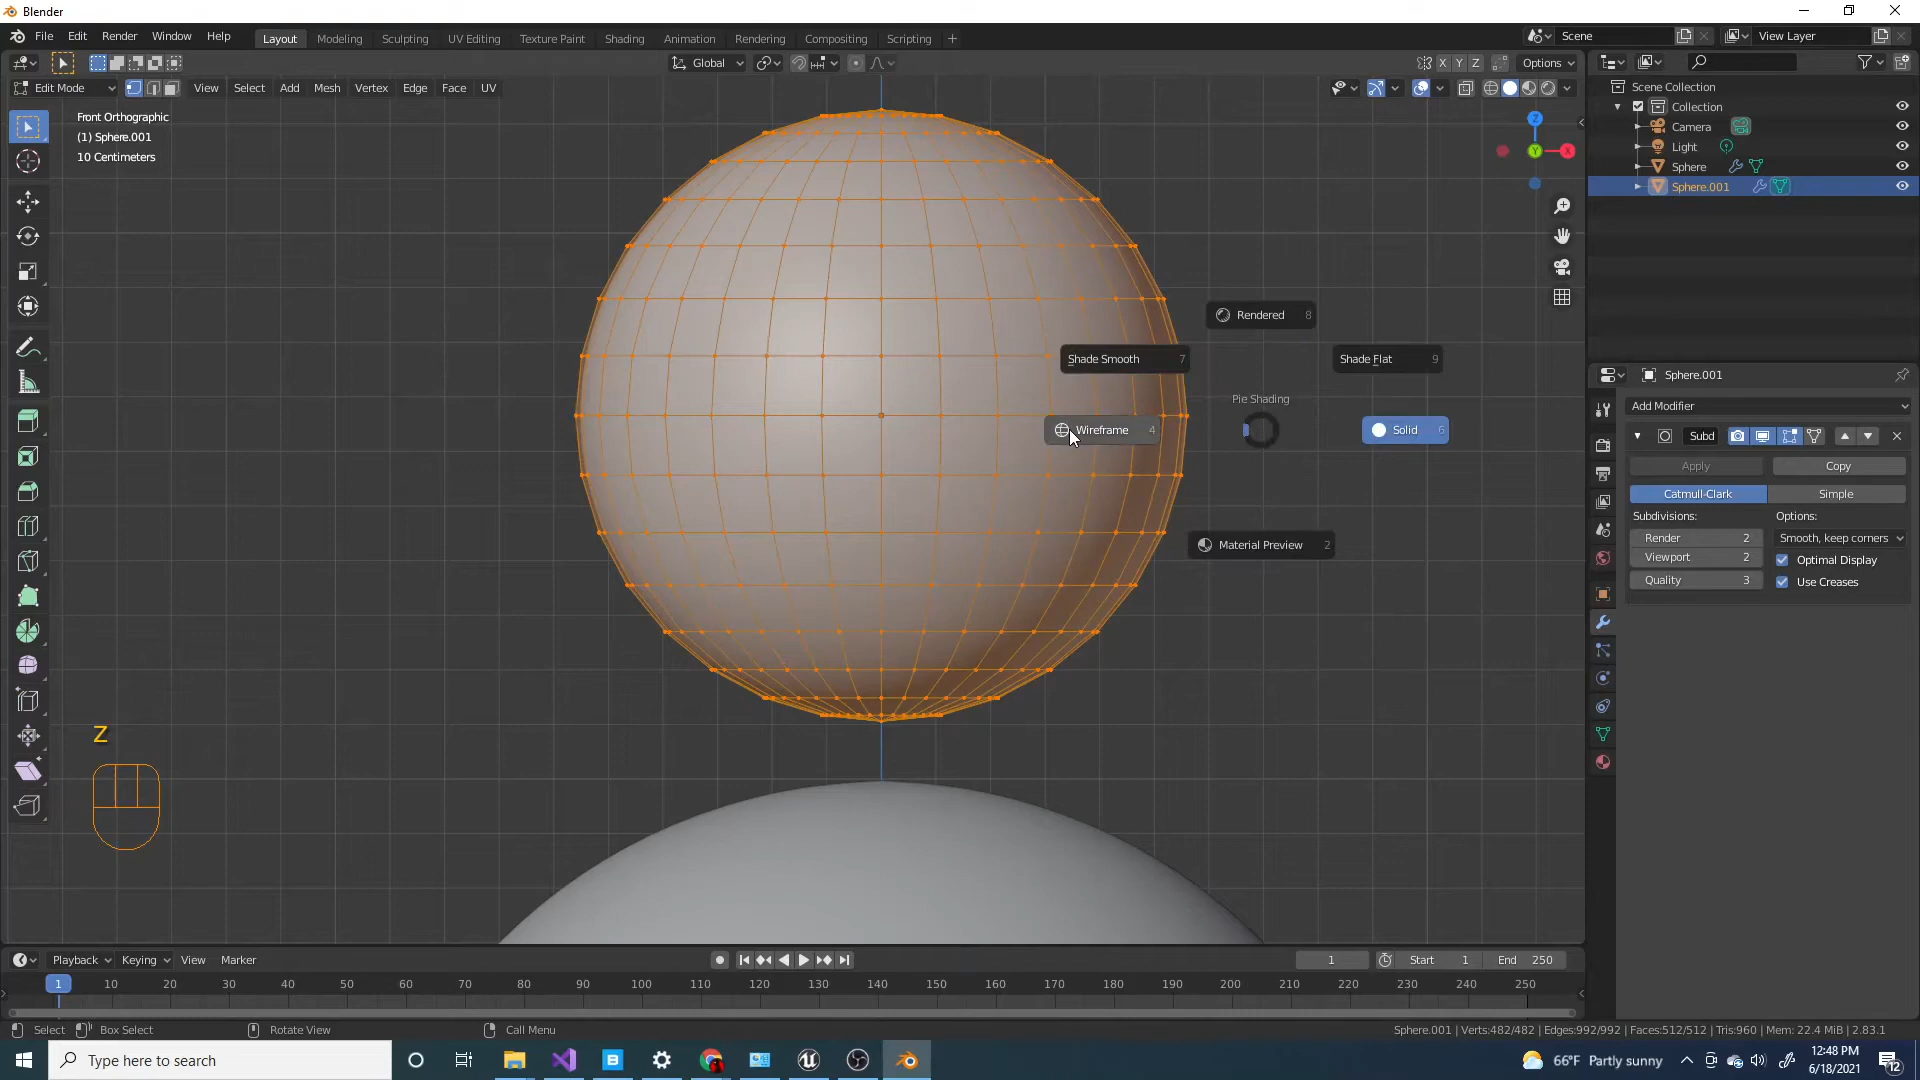 Blender
File Edit Render Window Help
Layout Modeling Sculpting UV Editing Texture Paint Shading Animation Rendering Compositing Scripting +
Scene
View Layer
Global
X Y Z
Options
Edit Mode
View Select Add Mesh Vertex Edge Face UV
Front Orthographic
(1) Sphere.001
10 Centimeters
Z
Y
X
Scene Collection
Collection
Camera
Light
Sphere
Sphere.001
Rendered 8
Shade Smooth 7
Shade Flat 9
Pie Shading
Wireframe 4
Solid 6
Material Preview 2
Sphere.001
Add Modifier
Subd
Apply
Copy
Catmull-Clark
Simple
Subdivisions:
Options:
Render 2
Smooth, keep corners
Viewport 2
Optimal Display
Quality 3
Use Creases
Z
Playback Keying View Marker
1
Start 1
End 250
1 10 20 30 40 50 60 70 80 90 100 110 120 130 140 150 160 170 180 190 200 210 220 230 240 250
Select
Box Select
Rotate View
Call Menu
Sphere.001 | Verts:482/482 | Edges:992/992 | Faces:512/512 | Tris:960 | Mem: 22.4 MiB | 2.83.1
Type here to search
66°F Partly sunny
12:48 PM
6/18/2021
12